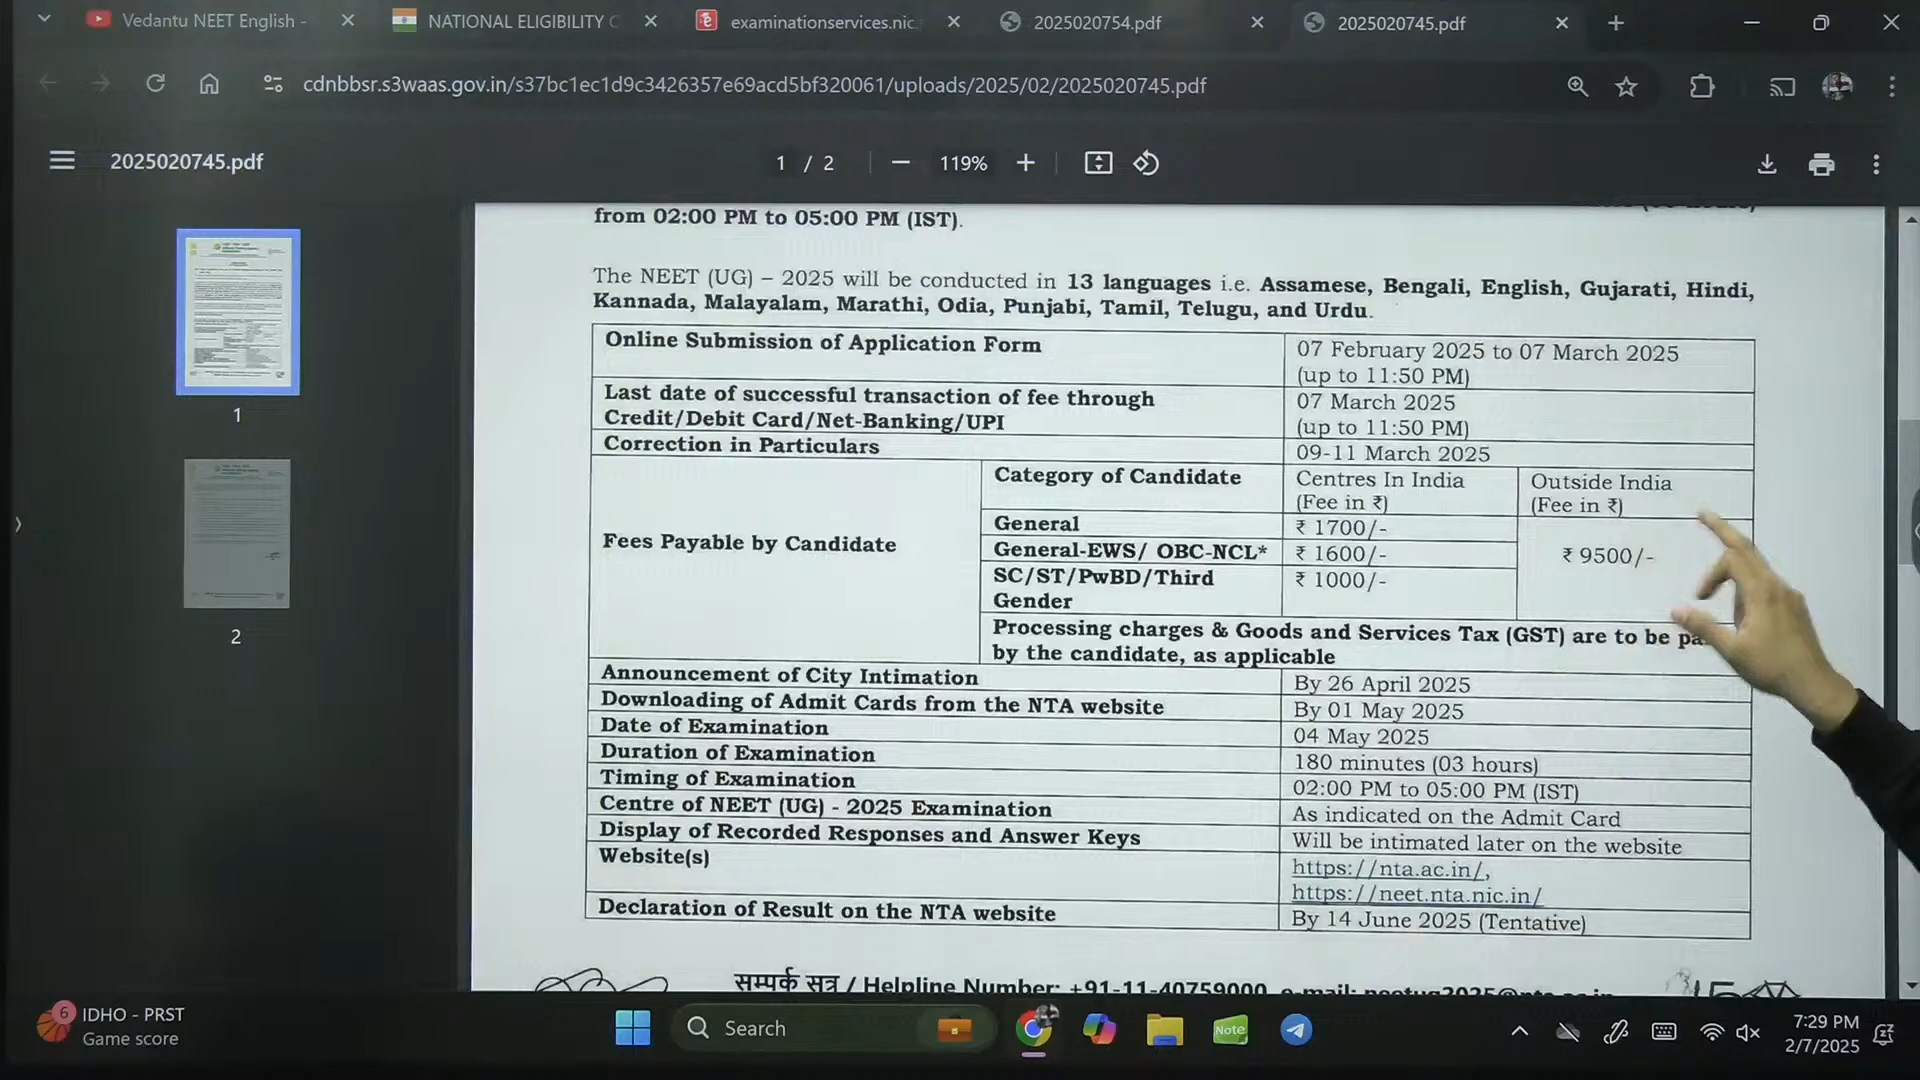 Vedantu NEET English -
NATIONAL ELIGIBILITY C
examinationservices.nic.
2025020754.pdf
2025020745.pdf
cdnbbsr.s3waas.gov.in/s37bc1ec1d9c3426357e69acd5bf320061/uploads/2025/02/2025020745.pdf
2025020745.pdf
1 / 2
119%
1
2
from 02:00 PM to 05:00 PM (IST).
The NEET (UG) – 2025 will be conducted in 13 languages i.e. Assamese, Bengali, English, Gujarati, Hindi,
Kannada, Malayalam, Marathi, Odia, Punjabi, Tamil, Telugu, and Urdu.
Online Submission of Application Form
07 February 2025 to 07 March 2025
(up to 11:50 PM)
Last date of successful transaction of fee through
Credit/Debit Card/Net-Banking/UPI
07 March 2025
(up to 11:50 PM)
Correction in Particulars
09-11 March 2025
Fees Payable by Candidate
Category of Candidate
Centres In India
(Fee in ₹)
Outside India
(Fee in ₹)
General
₹ 1700/-
General-EWS/ OBC-NCL*
₹ 1600/-
SC/ST/PwBD/Third
Gender
₹ 1000/-
₹ 9500/-
Processing charges & Goods and Services Tax (GST) are to be pa
by the candidate, as applicable
Announcement of City Intimation
By 26 April 2025
Downloading of Admit Cards from the NTA website
By 01 May 2025
Date of Examination
04 May 2025
Duration of Examination
180 minutes (03 hours)
Timing of Examination
02:00 PM to 05:00 PM (IST)
Centre of NEET (UG) - 2025 Examination
As indicated on the Admit Card
Display of Recorded Responses and Answer Keys
Will be intimated later on the website
Website(s)
https://nta.ac.in/,
https://neet.nta.nic.in/
Declaration of Result on the NTA website
By 14 June 2025 (Tentative)
सम्पर्क सूत्र / Helpline Number: +91-11-40759000, e-mail: neetug2025@nta.ac.in
6
IDHO - PRST
Game score
Search
Note
7:29 PM
2/7/2025